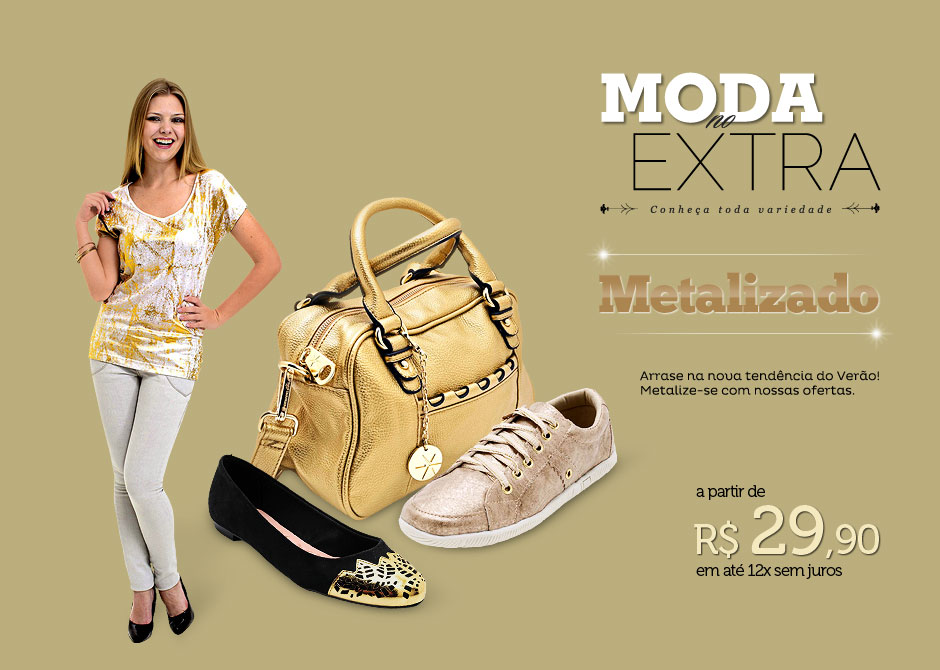 MODA
no
EXTRA
Conheça toda variedade
Metalizado
Arrase na nova tendência do Verão!
Metalize-se com nossas ofertas.
a partir de
R$ 29,90
em até 12x sem juros